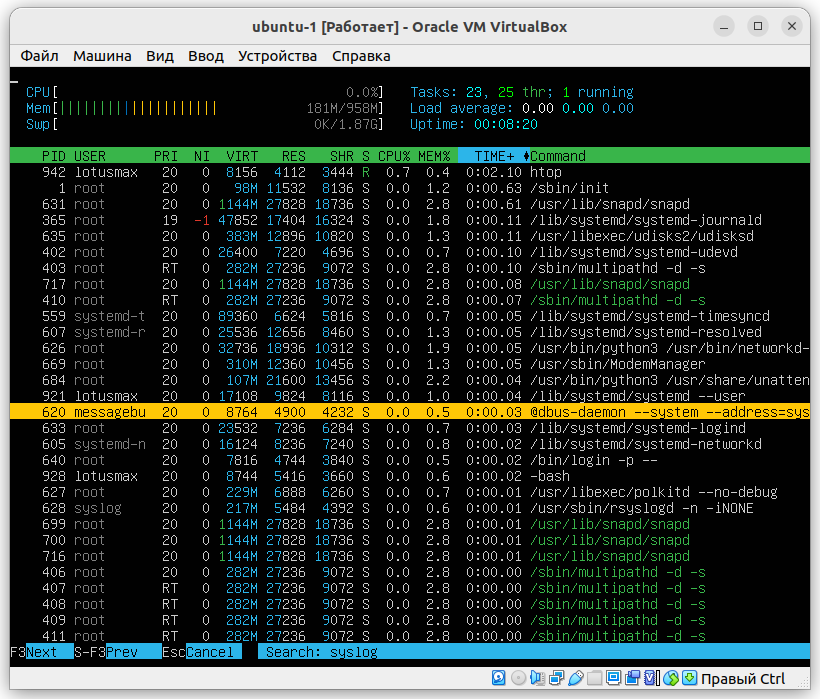 ubuntu-1 [Работает] - Oracle VM VirtualBox
Файл Машина Вид Ввод Устройства Справка
CPU[ 0.0%] Tasks: 23, 25 thr; 1 running
Mem[|||||||||||||||||||| 181M/958M] Load average: 0.00 0.00 0.00
Swp[ 0K/1.87G] Uptime: 00:08:20
PID USER PRI NI VIRT RES SHR S CPU% MEM% TIME+ Command
942 lotusmax 20 0 8156 4112 3444 R 0.7 0.4 0:02.10 htop
1 root 20 0 98M 11532 8136 S 0.0 1.2 0:00.63 /sbin/init
631 root 20 0 1144M 27828 18736 S 0.0 2.8 0:00.61 /usr/lib/snapd/snapd
365 root 19 -1 47852 17404 16324 S 0.0 1.8 0:00.11 /lib/systemd/systemd-journald
635 root 20 0 383M 12896 10820 S 0.0 1.3 0:00.11 /usr/libexec/udisks2/udisksd
402 root 20 0 26400 7220 4696 S 0.0 0.7 0:00.10 /lib/systemd/systemd-udevd
403 root RT 0 282M 27236 9072 S 0.0 2.8 0:00.10 /sbin/multipathd -d -s
717 root 20 0 1144M 27828 18736 S 0.0 2.8 0:00.08 /usr/lib/snapd/snapd
410 root RT 0 282M 27236 9072 S 0.0 2.8 0:00.07 /sbin/multipathd -d -s
559 systemd-t 20 0 89360 6624 5816 S 0.0 0.7 0:00.05 /lib/systemd/systemd-timesyncd
607 systemd-r 20 0 25536 12656 8460 S 0.0 1.3 0:00.05 /lib/systemd/systemd-resolved
626 root 20 0 32736 18936 10312 S 0.0 1.9 0:00.05 /usr/bin/python3 /usr/bin/networkd-
669 root 20 0 310M 12360 10456 S 0.0 1.3 0:00.05 /usr/sbin/ModemManager
684 root 20 0 107M 21600 13456 S 0.0 2.2 0:00.04 /usr/bin/python3 /usr/share/unatten
921 lotusmax 20 0 17108 9824 8116 S 0.0 1.0 0:00.04 /lib/systemd/systemd --user
620 messagebu 20 0 8764 4900 4232 S 0.0 0.5 0:00.03 @dbus-daemon --system --address=sys
633 root 20 0 23532 7236 6284 S 0.0 0.7 0:00.03 /lib/systemd/systemd-logind
605 systemd-n 20 0 16124 8236 7240 S 0.0 0.8 0:00.02 /lib/systemd/systemd-networkd
640 root 20 0 7816 4744 3840 S 0.0 0.5 0:00.02 /bin/login -p --
928 lotusmax 20 0 8744 5416 3660 S 0.0 0.6 0:00.02 -bash
627 root 20 0 229M 6888 6260 S 0.0 0.7 0:00.01 /usr/libexec/polkitd --no-debug
628 syslog 20 0 217M 5484 4392 S 0.0 0.6 0:00.01 /usr/sbin/rsyslogd -n -iNONE
699 root 20 0 1144M 27828 18736 S 0.0 2.8 0:00.01 /usr/lib/snapd/snapd
700 root 20 0 1144M 27828 18736 S 0.0 2.8 0:00.01 /usr/lib/snapd/snapd
716 root 20 0 1144M 27828 18736 S 0.0 2.8 0:00.01 /usr/lib/snapd/snapd
406 root 20 0 282M 27236 9072 S 0.0 2.8 0:00.00 /sbin/multipathd -d -s
407 root RT 0 282M 27236 9072 S 0.0 2.8 0:00.00 /sbin/multipathd -d -s
408 root RT 0 282M 27236 9072 S 0.0 2.8 0:00.00 /sbin/multipathd -d -s
409 root RT 0 282M 27236 9072 S 0.0 2.8 0:00.00 /sbin/multipathd -d -s
411 root RT 0 282M 27236 9072 S 0.0 2.8 0:00.00 /sbin/multipathd -d -s
F3Next S-F3Prev EscCancel Search: syslog
Правый Ctrl